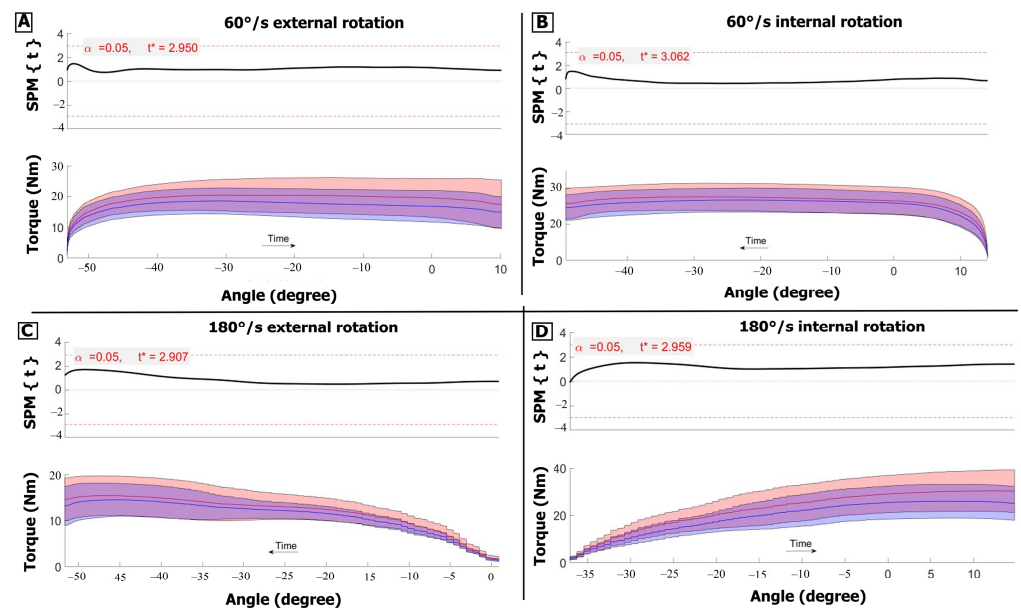 A
60°/s external rotation
α =0.05, t* = 2.950
SPM { t }
4
2
0
−2
−4
Torque (Nm)
30
20
10
0
Time
−50 −40 −30 −20 −10 0 10
Angle (degree)
B
60°/s internal rotation
α =0.05, t* = 3.062
SPM { t }
4
2
0
−2
−4
Torque (Nm)
30
20
0
Time
−40 −30 −20 −10 0 10
Angle (degree)
C
180°/s external rotation
α =0.05, t* = 2.907
SPM { t }
4
2
0
−2
−4
Torque (Nm)
20
10
0
Time
−50 −45 −40 −35 −30 −25 −20 15 −10 −5 0
Angle (degree)
D
180°/s internal rotation
α =0.05, t* = 2.959
SPM { t }
4
2
0
−2
−4
Torque (Nm)
40
20
0
Time
−35 −30 −25 −20 −15 −10 −5 0 5 10
Angle (degree)